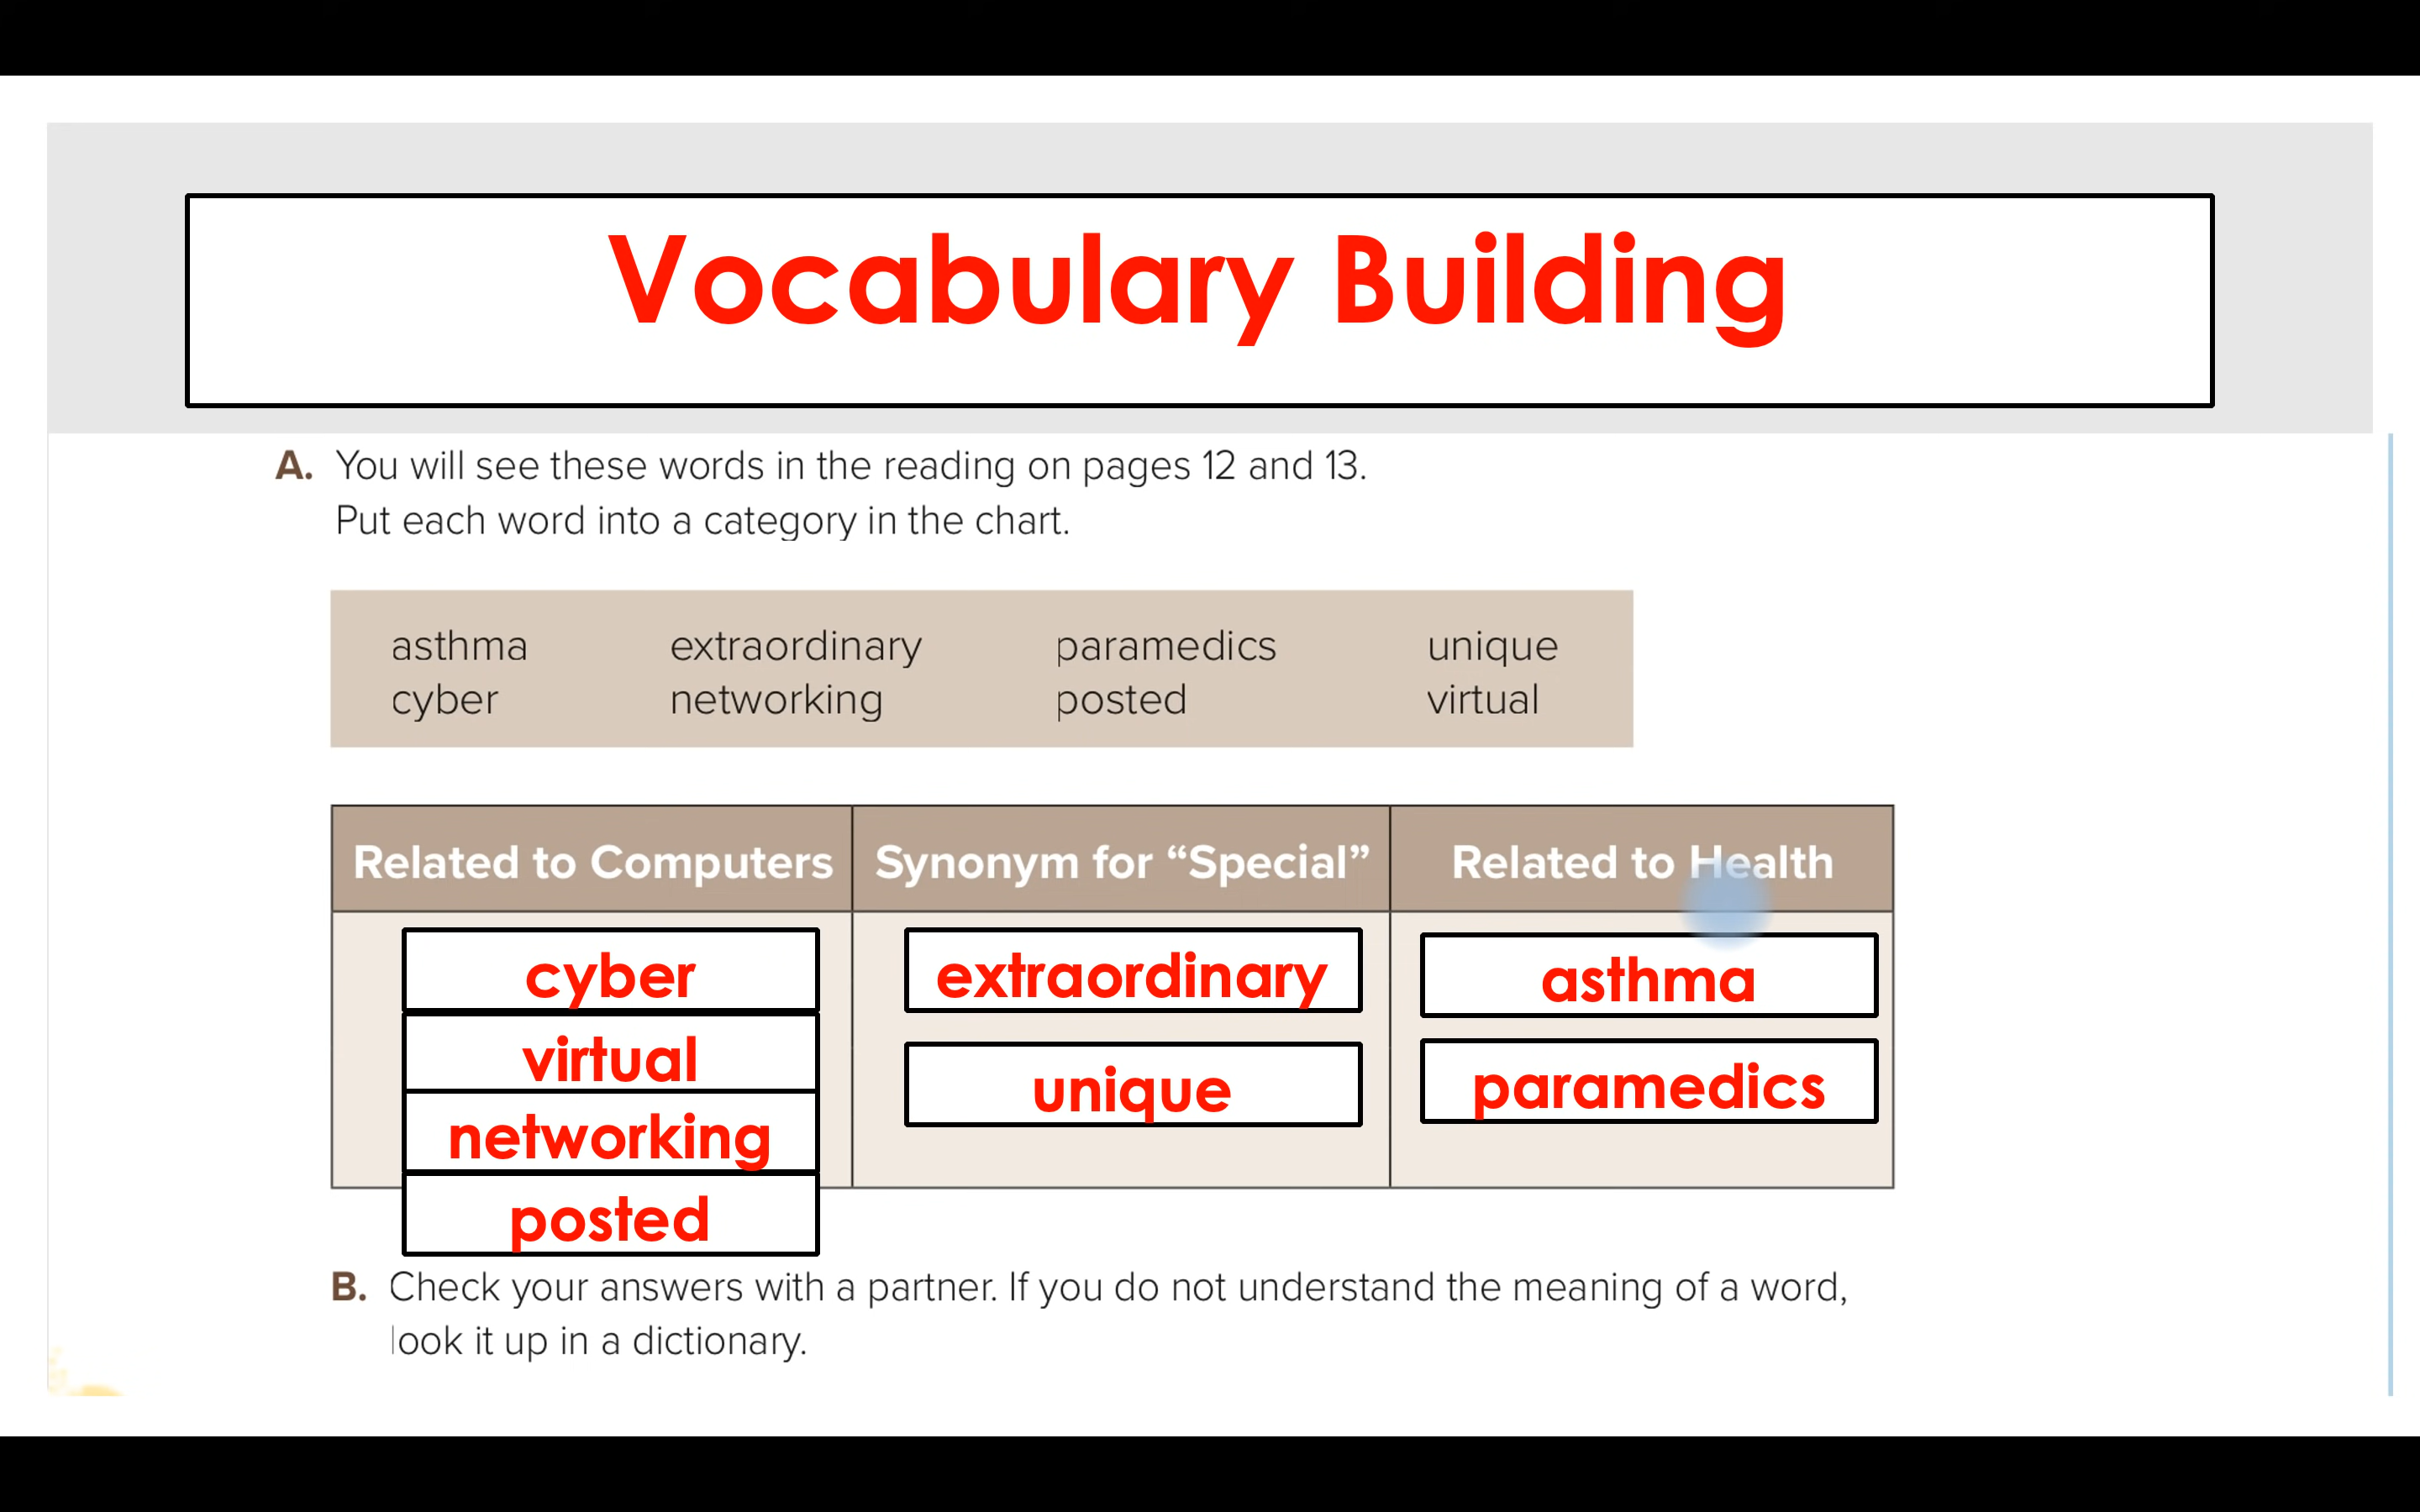 Vocabulary Building
A. You will see these words in the reading on pages 12 and 13.
Put each word into a category in the chart.
asthma extraordinary paramedics unique
cyber networking posted virtual
Related to Computers Synonym for “Special” Related to Health
cyber extraordinary asthma
virtual unique paramedics
networking
posted
B. Check your answers with a partner. If you do not understand the meaning of a word,
look it up in a dictionary.